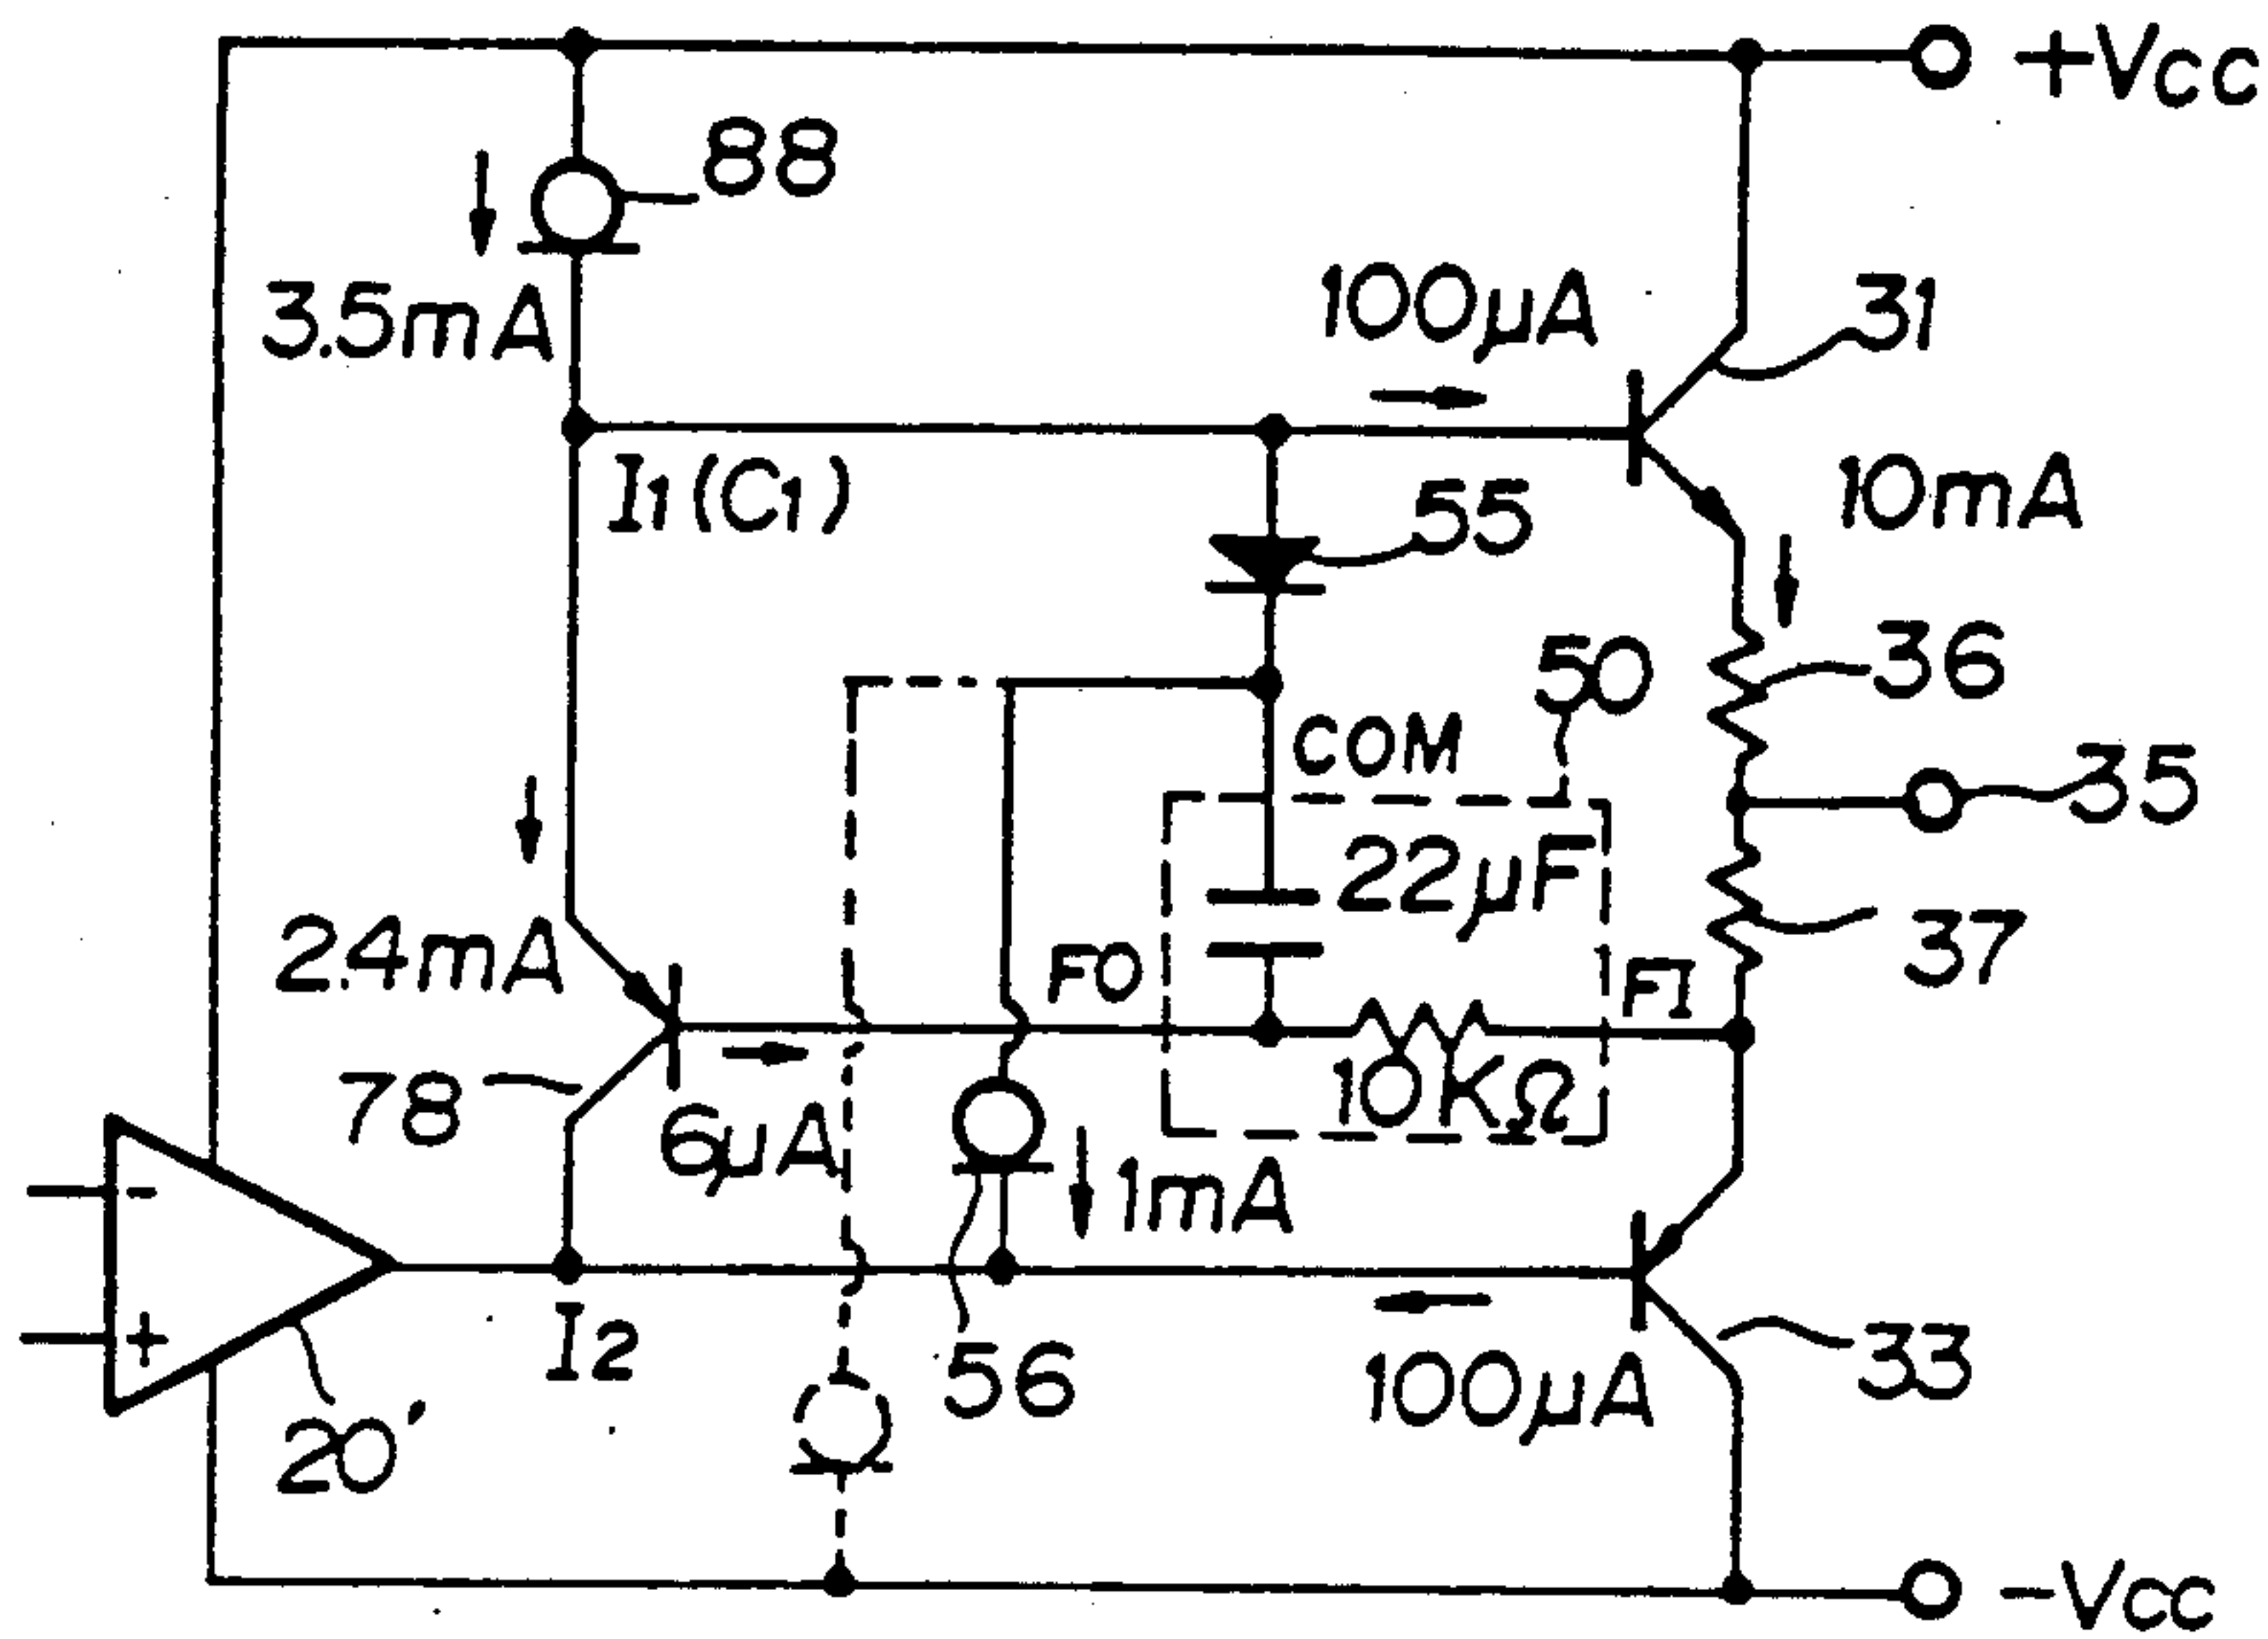 +Vcc
88
3.5mA
100μA
31
I1(C1)
10mA
55
50
36
COM
35
22μF
2.4mA
FO
FI
37
78
6μA
10KΩ
-
1mA
+
I2
56
100μA
33
20'
-Vcc